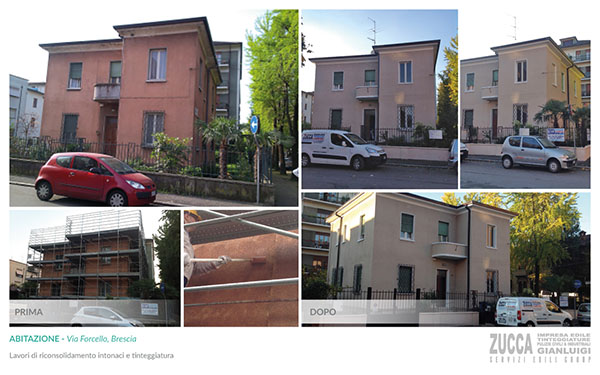 PRIMA
DOPO
ABITAZIONE - Via Forcella, Brescia
Lavori di riconsolidamento intonaci e tinteggiatura
ZUCCA
IMPRESA EDILE
TINTEGGIATURE
PULIZIE CIVILI & INDUSTRIALI
GIANLUIGI
SERVIZI EDILI GROUP